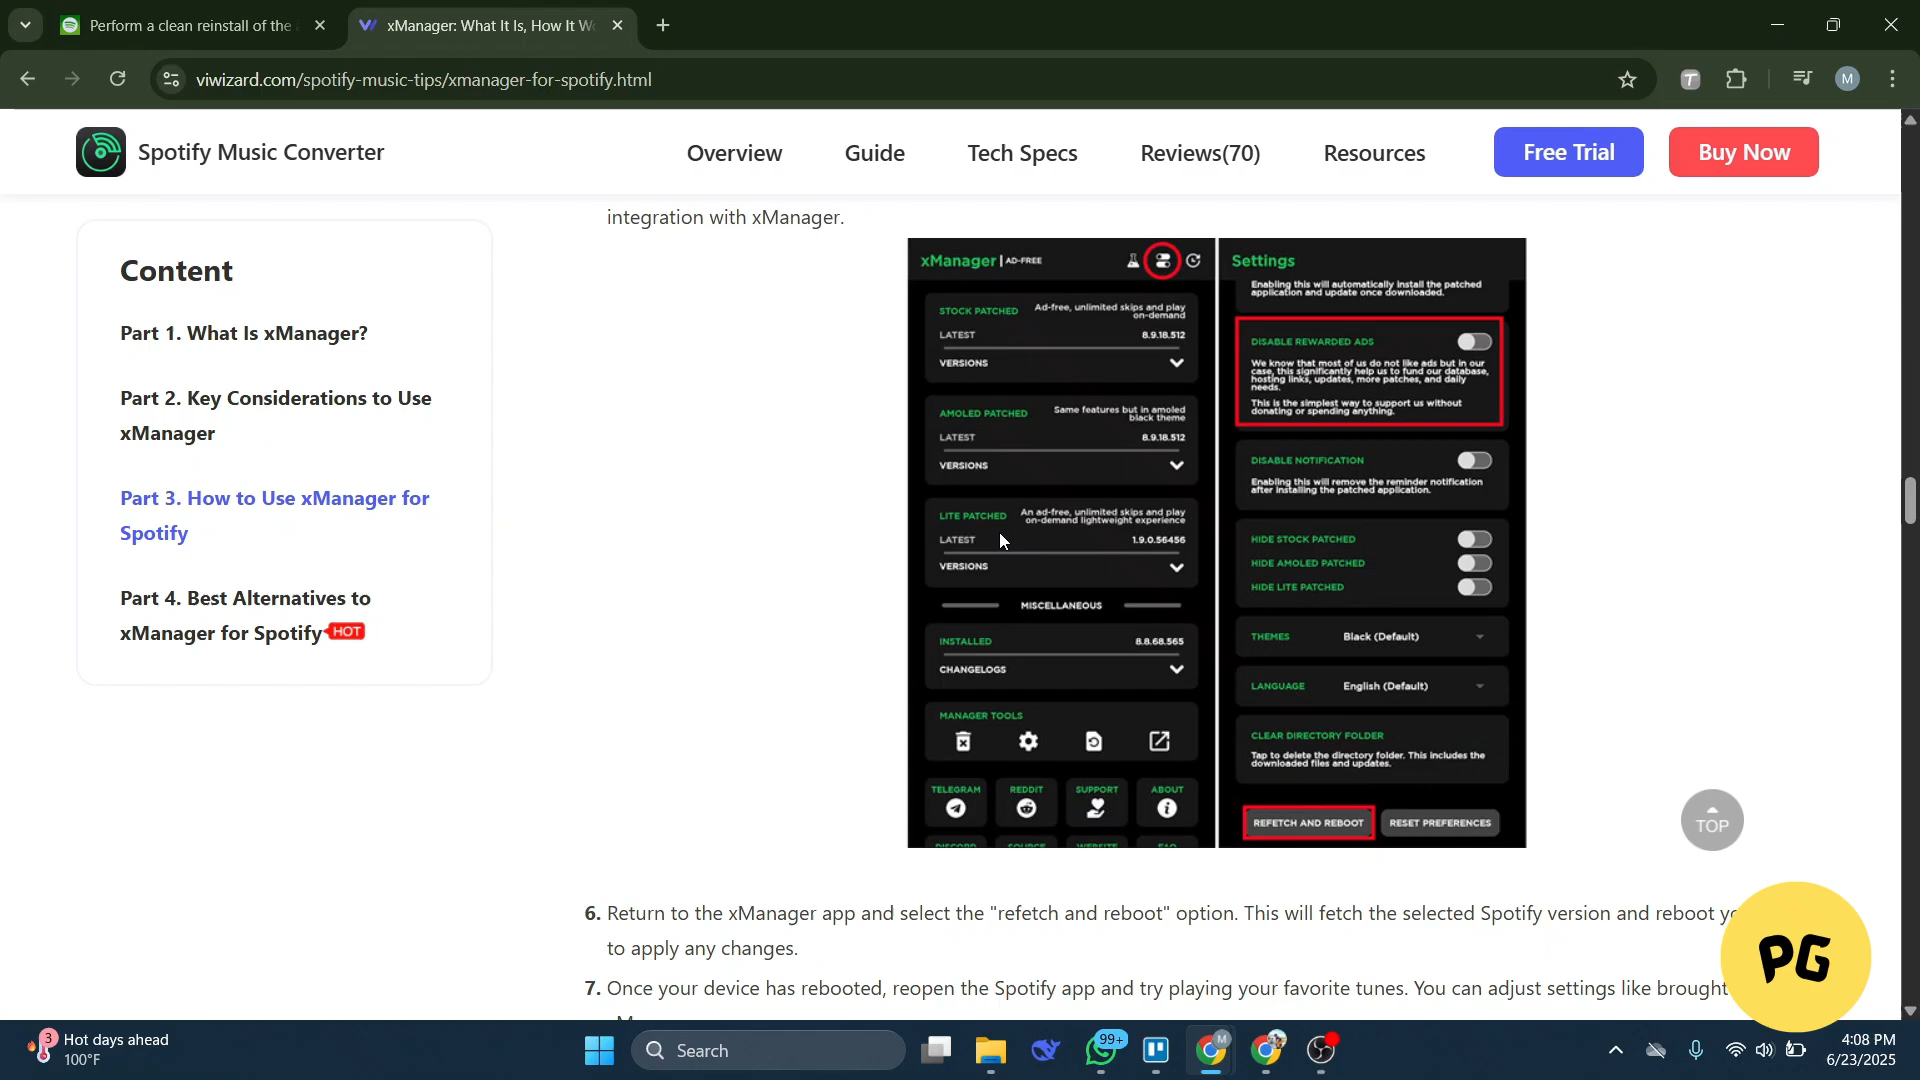 Perform a clean reinstall of the
xManager: What It Is, How It Wo
viwizard.com/spotify-music-tips/xmanager-for-spotify.html
M
Spotify Music Converter
Overview
Guide
Tech Specs
Reviews(70)
Resources
Free Trial
Buy Now
Content
Part 1. What Is xManager?
Part 2. Key Considerations to Use
xManager
Part 3. How to Use xManager for
Spotify
Part 4. Best Alternatives to
xManager for Spotify HOT
integration with xManager.
xManager | AD-FREE
STOCK PATCHED Ad-free, unlimited skips and play
on-demand
LATEST 8.9.18.512
VERSIONS
AMOLED PATCHED Same features but in amoled
black theme
LATEST 8.9.18.512
VERSIONS
LITE PATCHED An ad-free, unlimited skips and play
on-demand lightweight experience
LATEST 1.9.0.56456
VERSIONS
MISCELLANEOUS
INSTALLED 8.8.68.565
CHANGELOGS
MANAGER TOOLS
TELEGRAM REDDIT SUPPORT ABOUT
DISCORD SOURCE WEBSITE FAQ
Settings
Enabling this will automatically install the patched
application and update once downloaded.
DISABLE REWARDED ADS
We know that most of us do not like ads but in our
case, this significantly help us to fund our database,
hosting links, updates, more patches, and daily
needs.
This is the simplest way to support us without
donating or spending anything.
DISABLE NOTIFICATION
Enabling this will remove the reminder notification
after installing the patched application.
HIDE STOCK PATCHED
HIDE AMOLED PATCHED
HIDE LITE PATCHED
THEMES Black (Default)
LANGUAGE English (Default)
CLEAR DIRECTORY FOLDER
Tap to delete the directory folder. This includes the
downloaded files and updates.
REFETCH AND REBOOT RESET PREFERENCES
TOP
6. Return to the xManager app and select the "refetch and reboot" option. This will fetch the selected Spotify version and reboot yo
to apply any changes.
7. Once your device has rebooted, reopen the Spotify app and try playing your favorite tunes. You can adjust settings like brought
PG
3
Hot days ahead
100°F
Search
99+
M
4:08 PM
6/23/2025